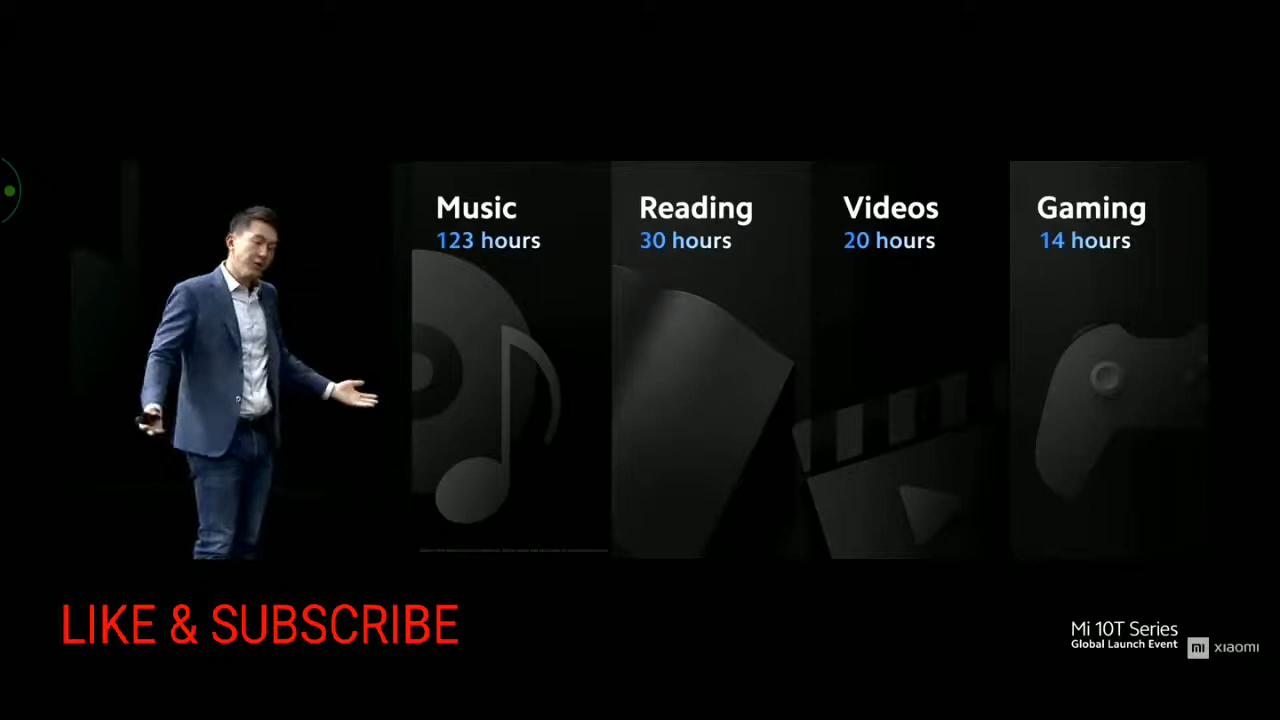 Music
123 hours
Reading
30 hours
Videos
20 hours
Gaming
14 hours
LIKE & SUBSCRIBE
Mi 10T Series
Global Launch Event
mi xiaomi